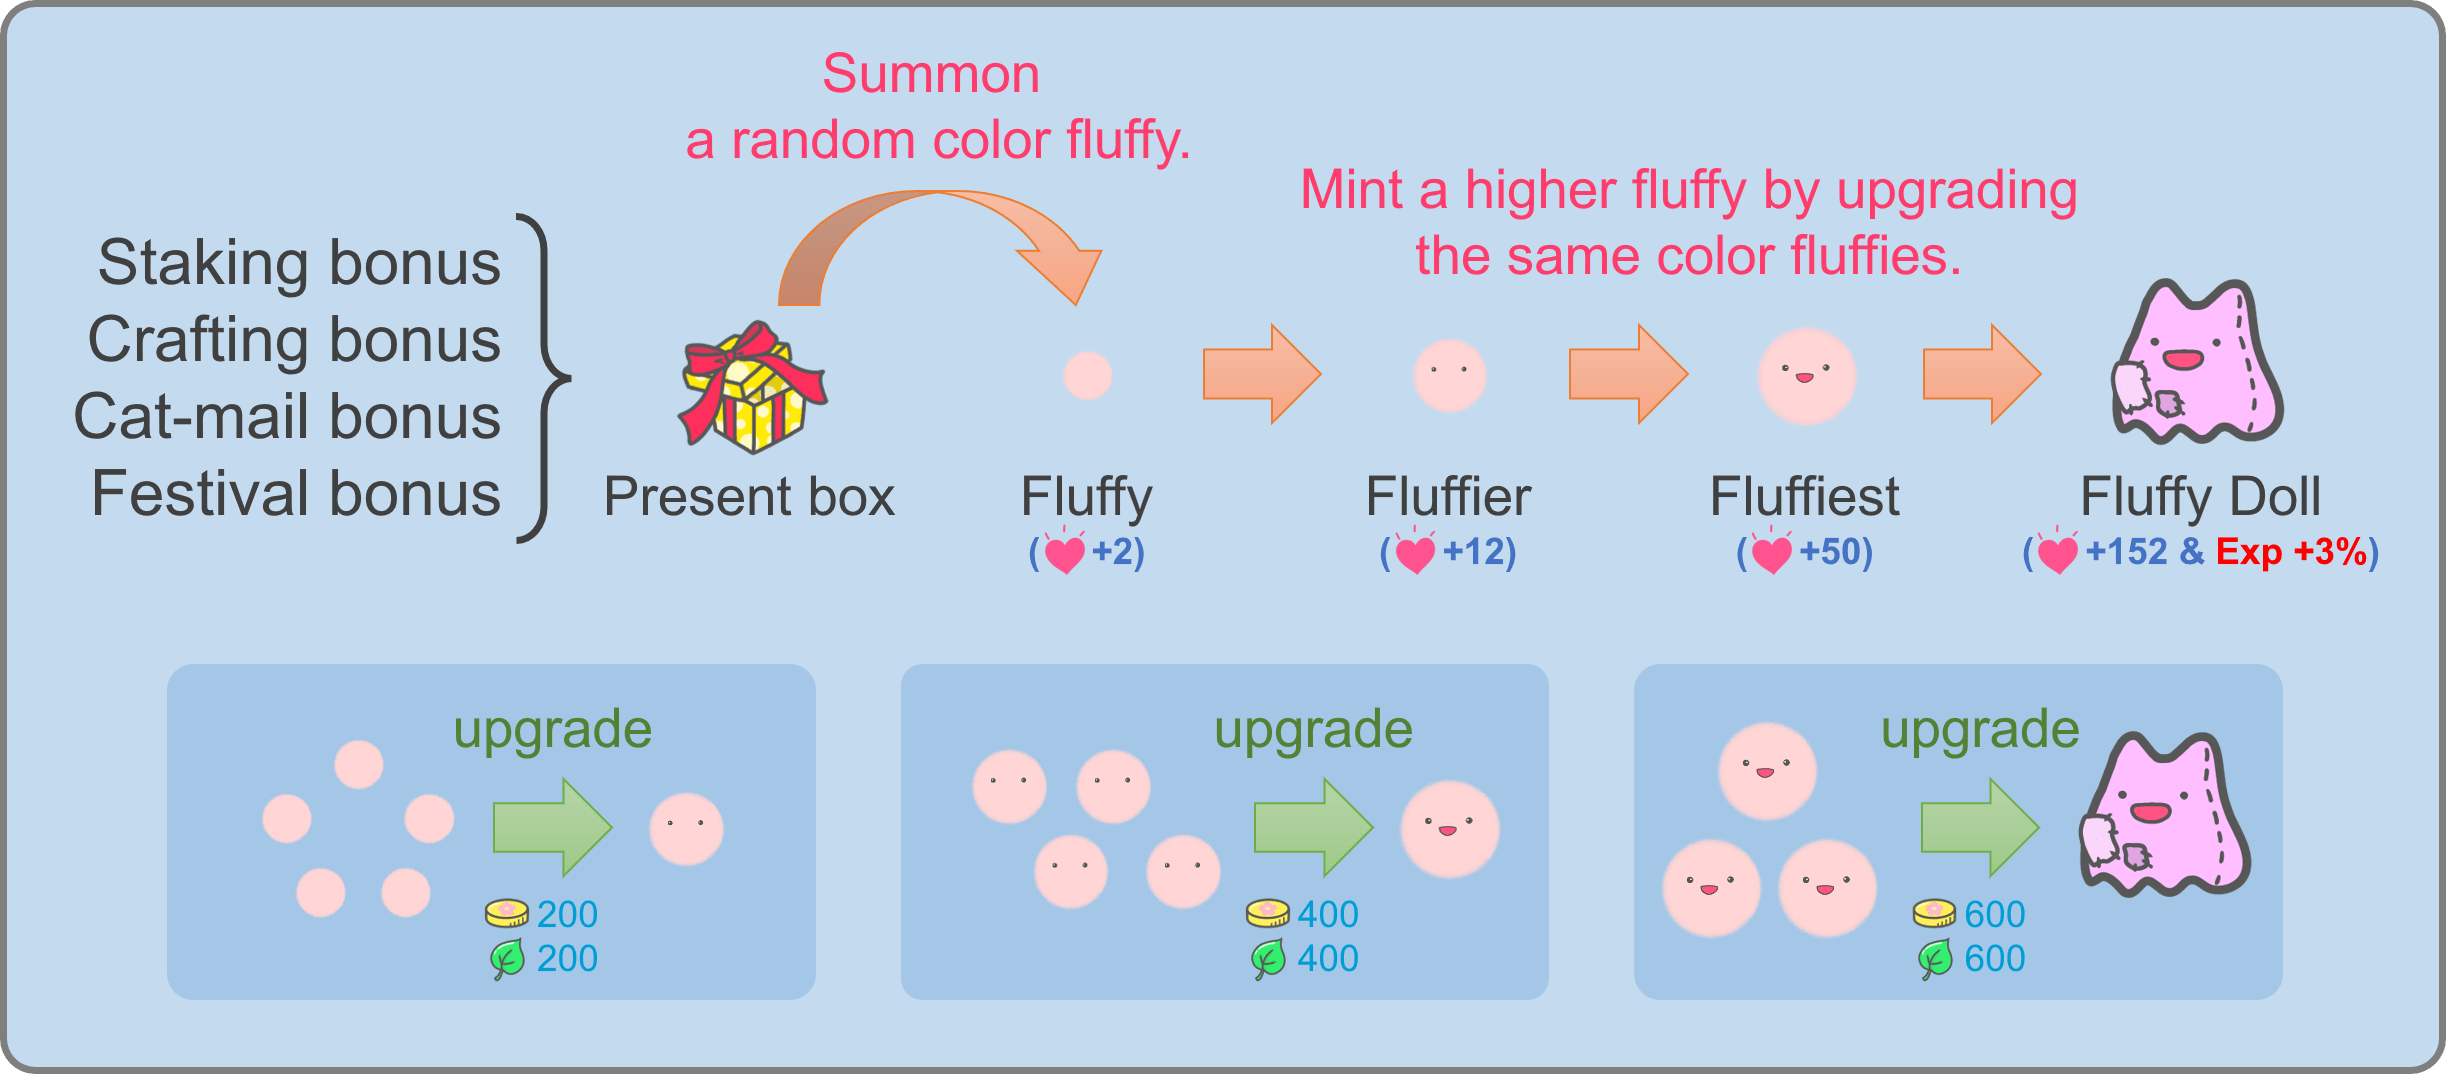 Summon
a random color fluffy.
Mint a higher fluffy by upgrading
the same color fluffies.
Staking bonus
Crafting bonus
Cat-mail bonus
Festival bonus
Present box
Fluffy
(+2)
Fluffier
(+12)
Fluffiest
(+50)
Fluffy Doll
(+152 & Exp +3%)
upgrade
200
200
upgrade
400
400
upgrade
600
600